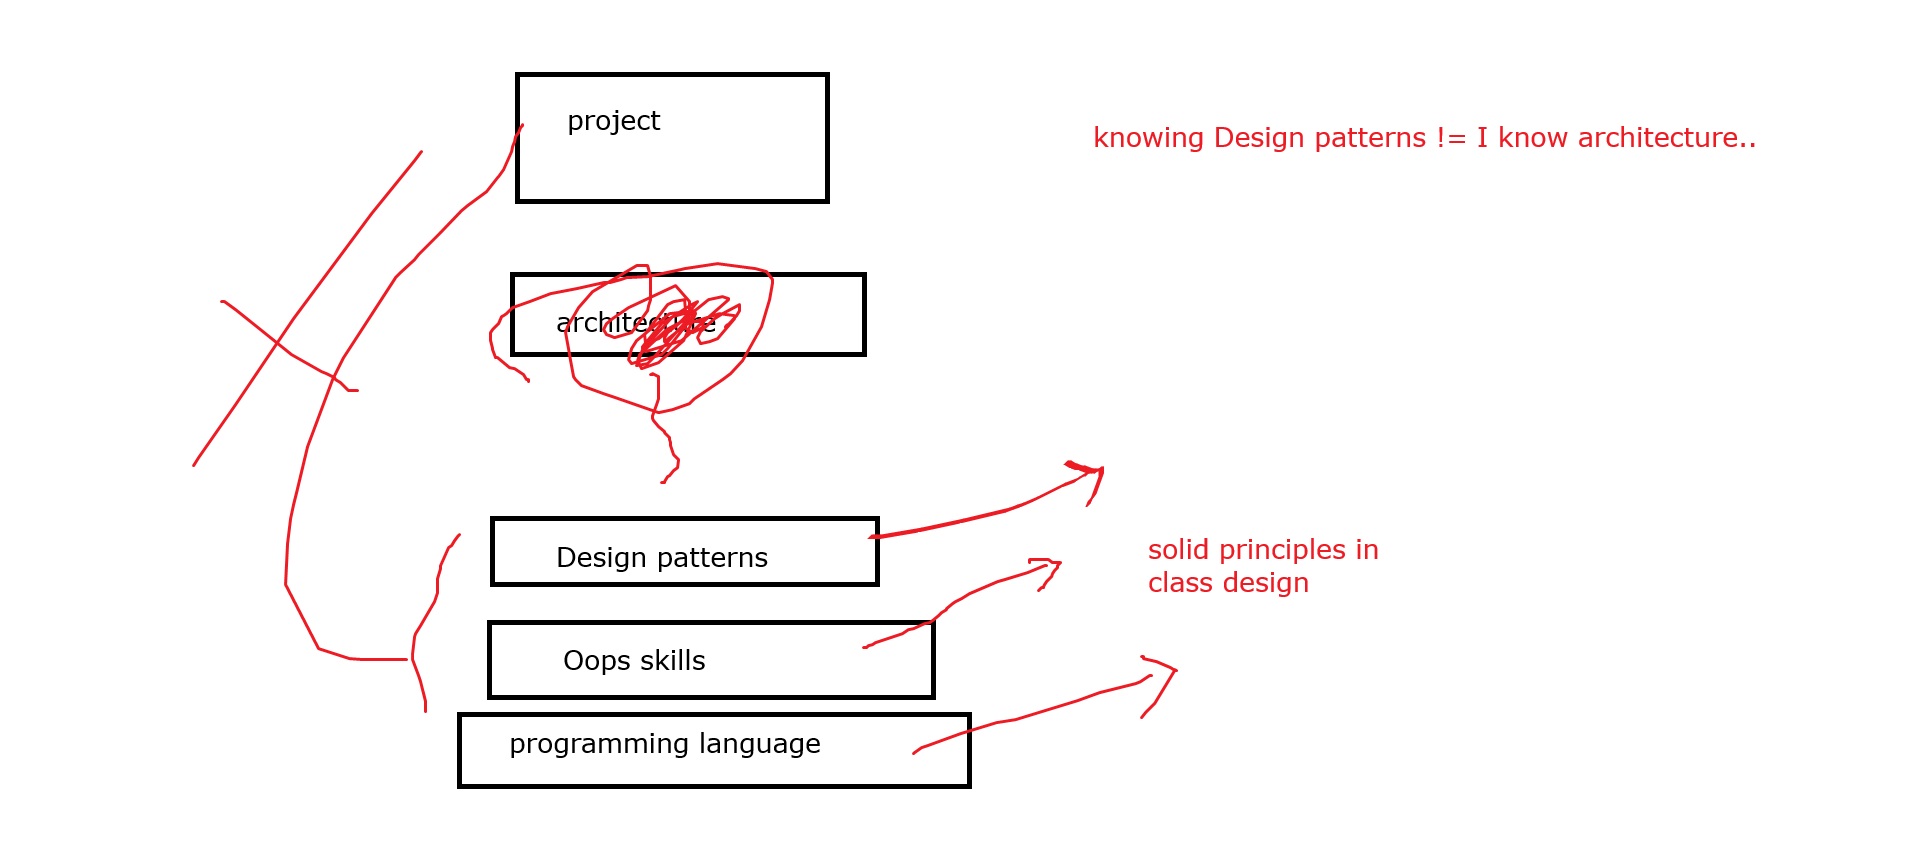 project
knowing Design patterns != I know architecture..
architecture
Design patterns
solid principles in
class design
Oops skills
programming language